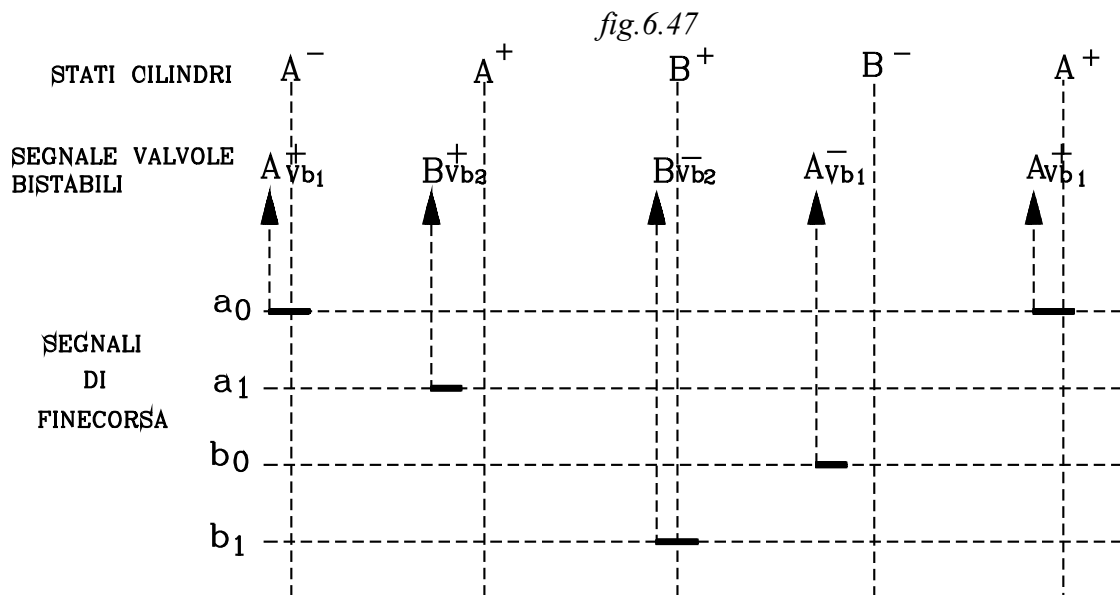 fig.6.47
STATI CILINDRI A− A+ B+ B− A+
SEGNALE VALVOLE
BISTABILI
A+vb1 B+vb2 B−vb2 A−vb1 A+vb1
a0
SEGNALI
DI
FINECORSA
a1
b0
b1